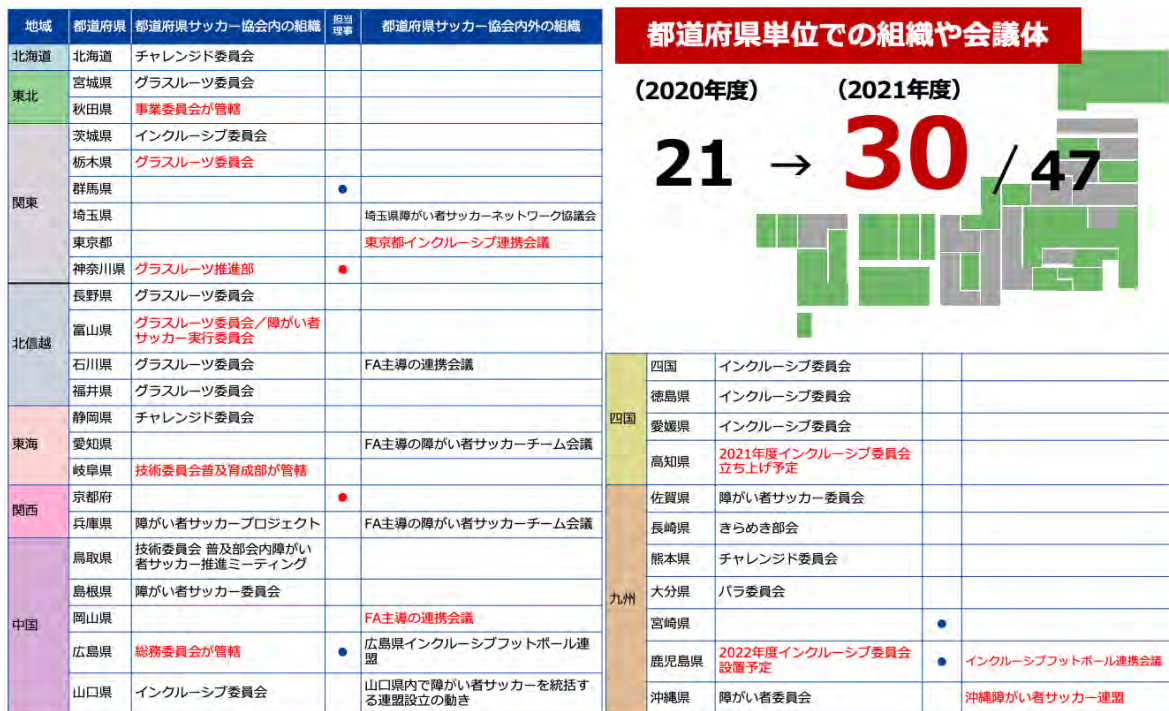 地域 都道府県 都道府県サッカー協会内の組織 担当理事 都道府県サッカー協会内外の組織
北海道 北海道 チャレンジド委員会
東北 宮城県 グラスルーツ委員会
秋田県 事業委員会が管轄
関東 茨城県 インクルーシブ委員会
栃木県 グラスルーツ委員会
群馬県 ●
埼玉県 埼玉県障がい者サッカーネットワーク協議会
東京都 東京都インクルーシブ連携会議
神奈川県 グラスルーツ推進部 ●
北信越 長野県 グラスルーツ委員会
富山県 グラスルーツ委員会／障がい者
サッカー実行委員会
石川県 グラスルーツ委員会 FA主導の連携会議
福井県 グラスルーツ委員会
東海 静岡県 チャレンジド委員会
愛知県 FA主導の障がい者サッカーチーム会議
岐阜県 技術委員会普及育成部が管轄
関西 京都府 ●
兵庫県 障がい者サッカープロジェクト FA主導の障がい者サッカーチーム会議
中国 鳥取県 技術委員会 普及部会内障がい
者サッカー推進ミーティング
島根県 障がい者サッカー委員会
岡山県 FA主導の連携会議
広島県 総務委員会が管轄 ● 広島県インクルーシブフットボール連
盟
山口県 インクルーシブ委員会 山口県内で障がい者サッカーを統括す
る連盟設立の動き
都道府県単位での組織や会議体
（2020年度） （2021年度）
21 → 30 / 47
四国 四国 インクルーシブ委員会
徳島県 インクルーシブ委員会
愛媛県 インクルーシブ委員会
高知県 2021年度インクルーシブ委員会
立ち上げ予定
九州 佐賀県 障がい者サッカー委員会
長崎県 きらめき部会
熊本県 チャレンジド委員会
大分県 パラ委員会
宮崎県 ●
鹿児島県 2022年度インクルーシブ委員会
設置予定 ● インクルーシブフットボール連携会議
沖縄県 障がい者委員会 沖縄障がい者サッカー連盟